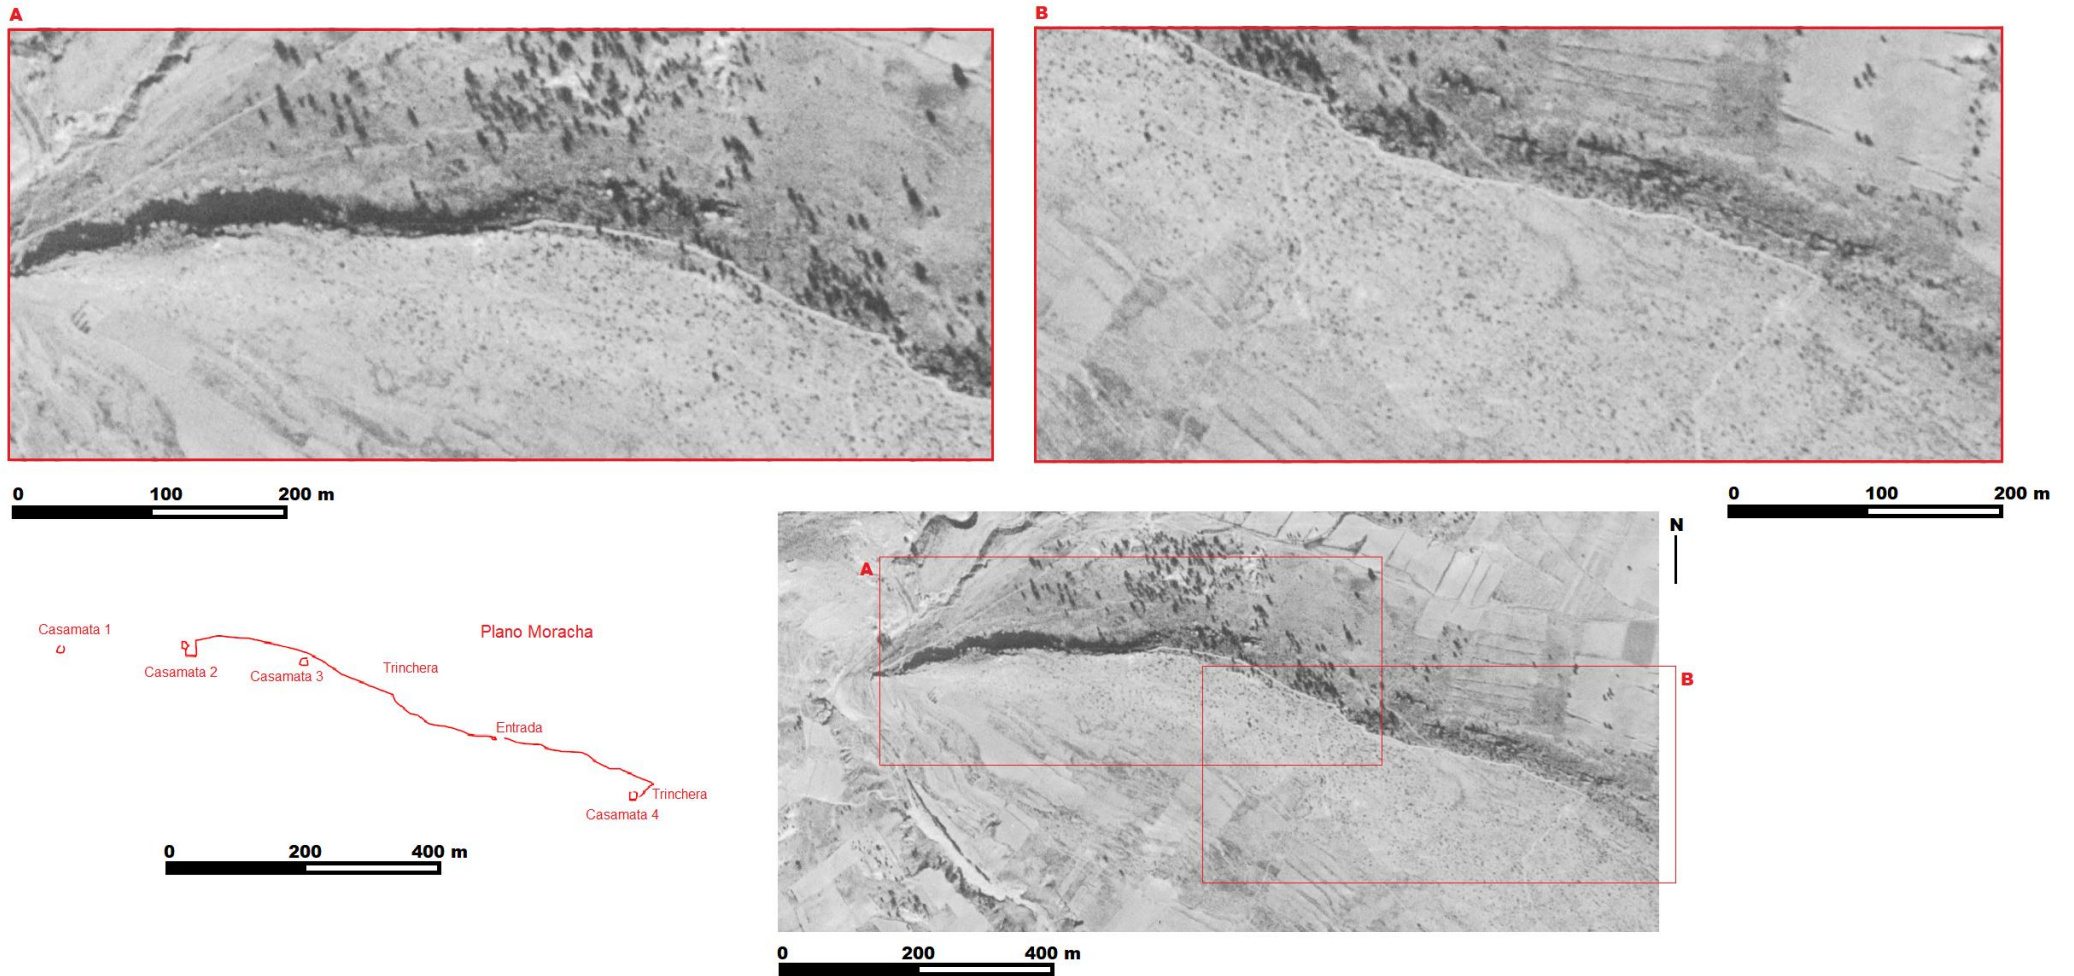 A
B
0 100 200 m
0 100 200 m
N
A
B
Casamata 1
Plano Moracha
Casamata 2
Casamata 3
Trinchera
Entrada
Trinchera
Casamata 4
0 200 400 m
0 200 400 m